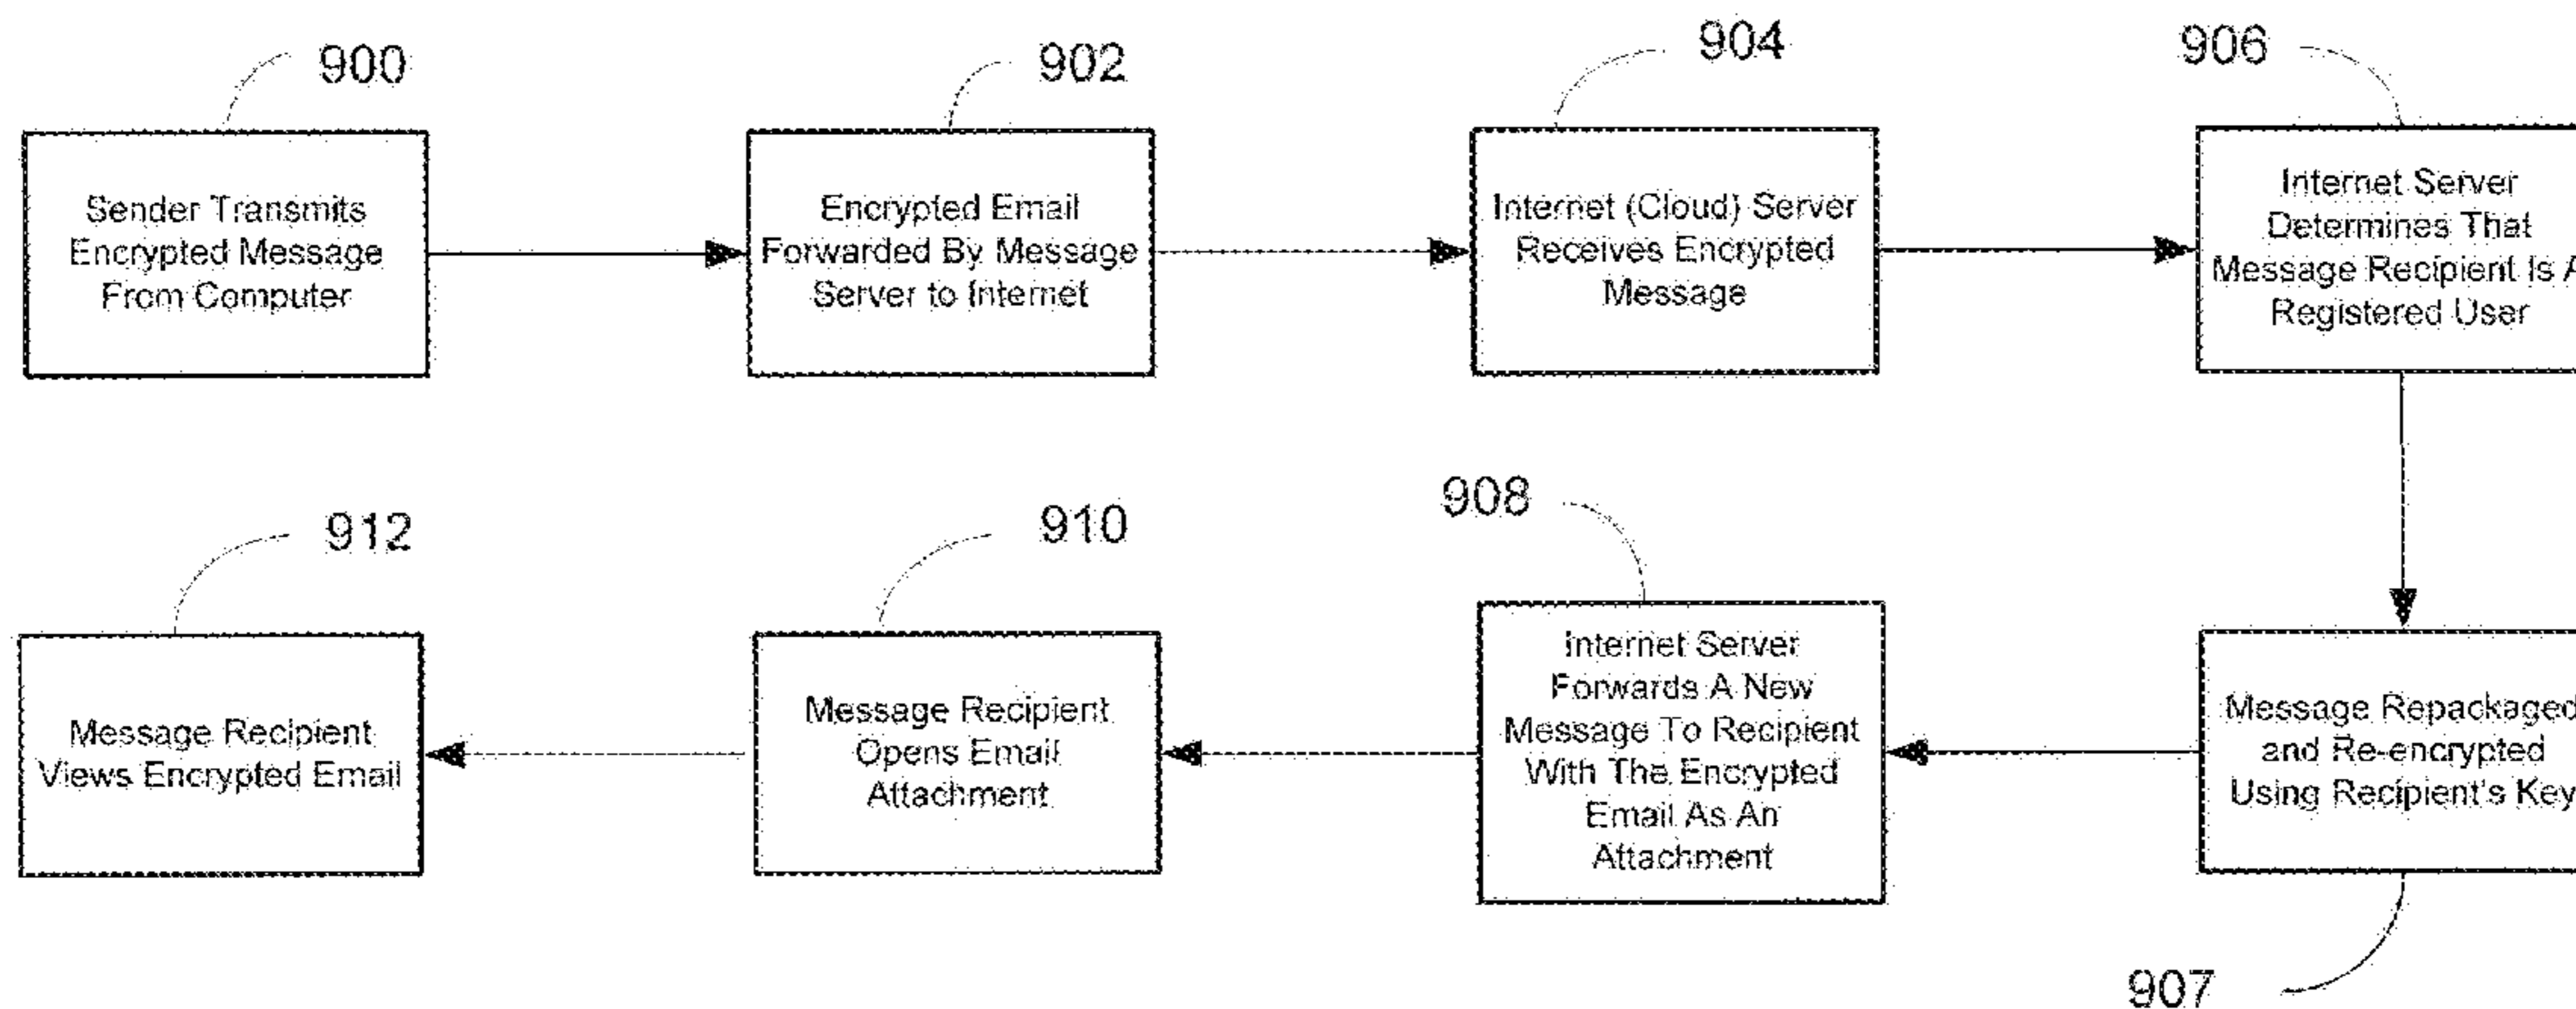 900
902
904
906
Sender Transmits
Encrypted Message
From Computer
Encrypted Email
Forwarded By Message
Server to Internet
Internet (Cloud) Server
Receives Encrypted
Message
Internet Server
Determines That
Message Recipient Is A
Registered User
912
910
908
Message Recipient
Views Encrypted Email
Message Recipient
Opens Email
Attachment
Internet Server
Forwards A New
Message To Recipient
With The Encrypted
Email As An
Attachment
Message Repackaged
and Re-encrypted
Using Recipient's Key
907